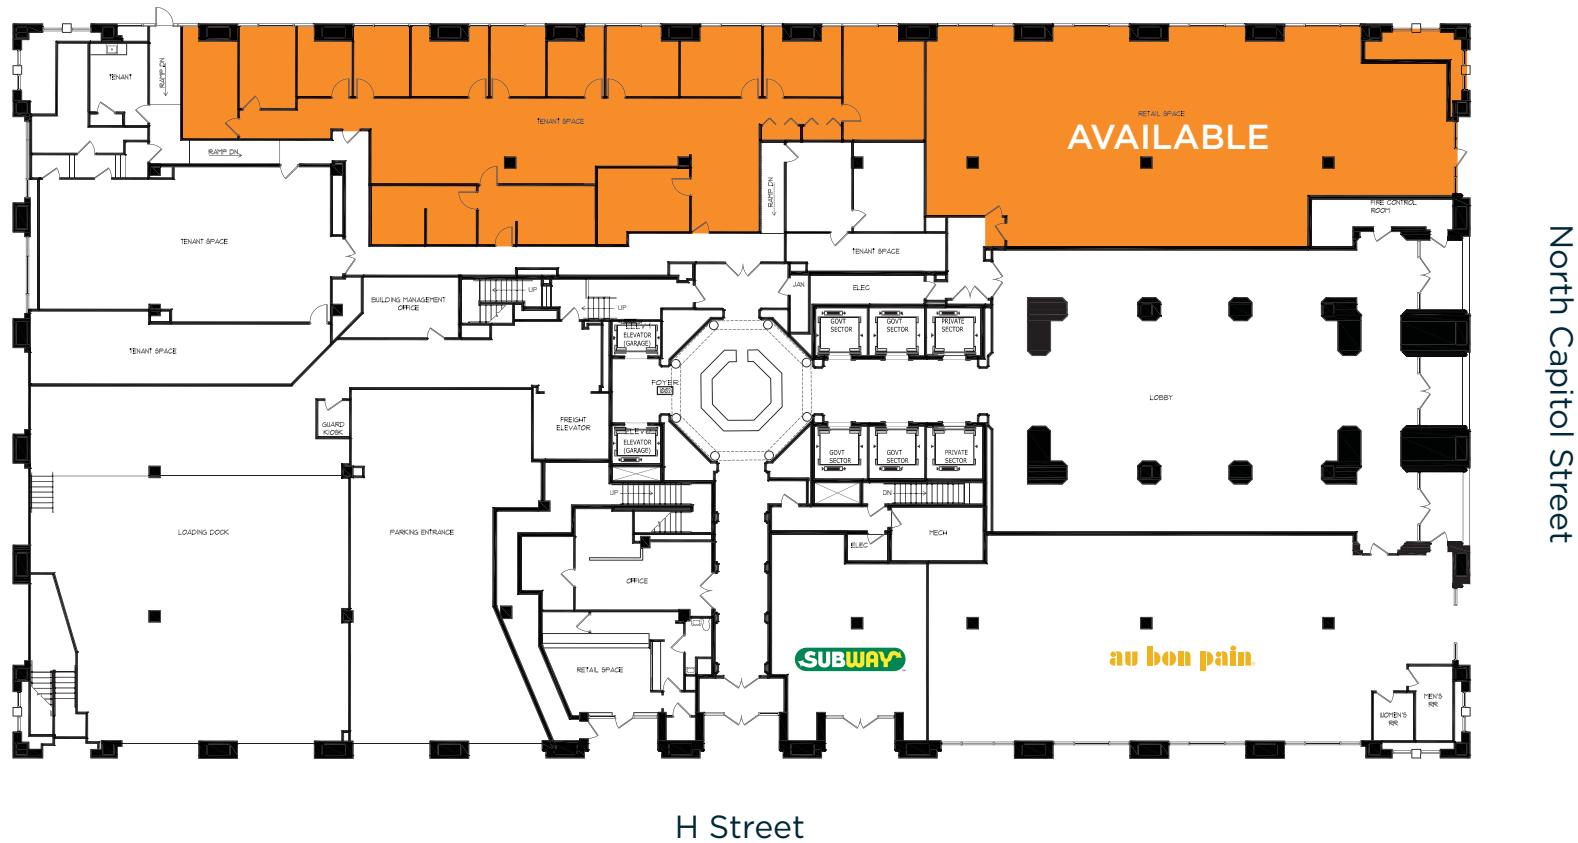 RAMP DN
TENANT
TENANT SPACE
RETAIL SPACE
AVAILABLE
RAMP DN
RAMP DN
FIRE CONTROL
ROOM
TENANT SPACE
TENANT SPACE
JAN
ELEC
UP
BUILDING MANAGEMENT
OFFICE
UP
GOVT
SECTOR
GOVT
SECTOR
PRIVATE
SECTOR
ELEVATOR
(GARAGE)
TENANT SPACE
FOYER
LOBBY
GUARD
KIOSK
FREIGHT
ELEVATOR
ELEVATOR
(GARAGE)
GOVT
SECTOR
GOVT
SECTOR
PRIVATE
SECTOR
UP
DN
LOADING DOCK
PARKING ENTRANCE
MECH
ELEC
OFFICE
SUBWAY
au bon pain
RETAIL SPACE
MEN'S
RR
WOMEN'S
RR
North Capitol Street
H Street